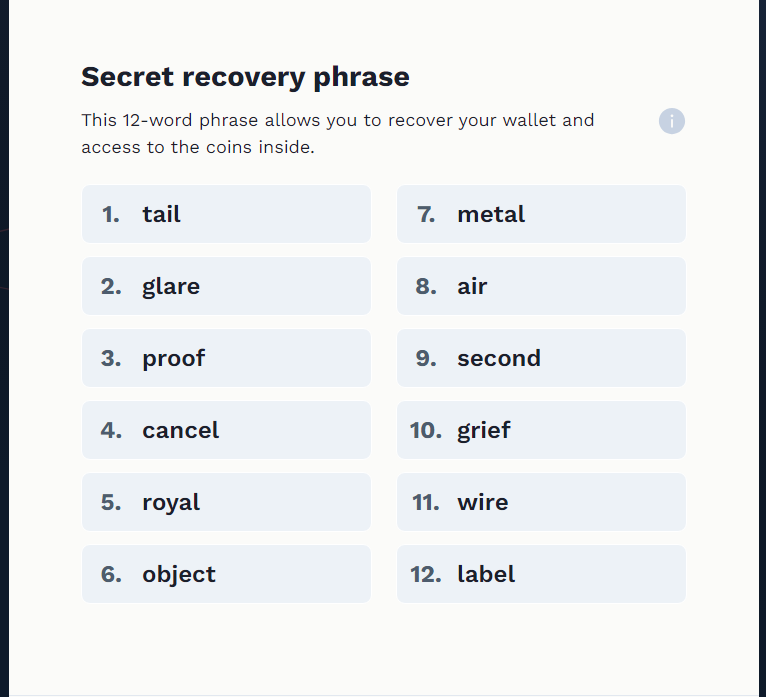 Secret recovery phrase
This 12-word phrase allows you to recover your wallet and
access to the coins inside.
1. tail
2. glare
3. proof
4. cancel
5. royal
6. object
7. metal
8. air
9. second
10. grief
11. wire
12. label